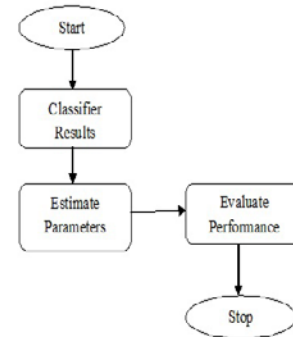 Start
Classifier
Results
Estimate
Parameters
Evaluate
Performance
Stop